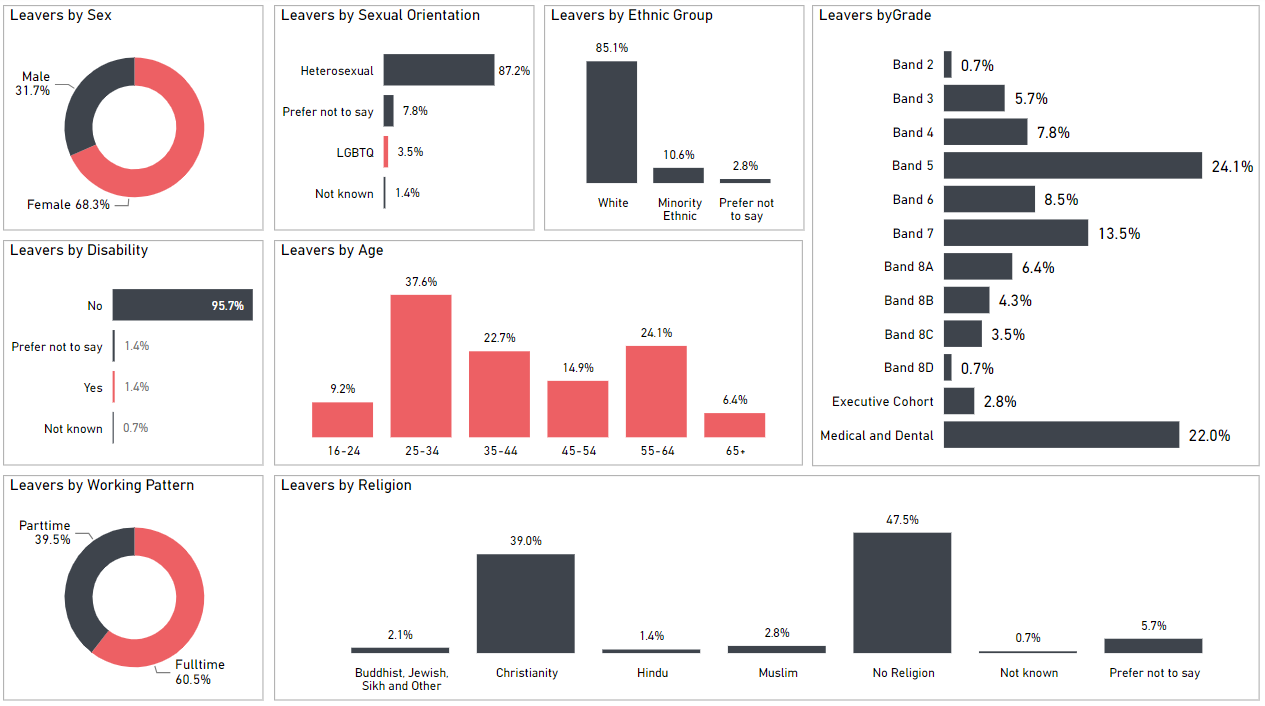 Leavers by Sex
Male
31.7%
Female 68.3%
Leavers by Sexual Orientation
Heterosexual
87.2%
Prefer not to say
7.8%
LGBTQ
3.5%
Not known
1.4%
Leavers by Ethnic Group
85.1%
10.6%
2.8%
White
Minority
Ethnic
Prefer not
to say
Leavers byGrade
Band 2
0.7%
Band 3
5.7%
Band 4
7.8%
Band 5
24.1%
Band 6
8.5%
Band 7
13.5%
Band 8A
6.4%
Band 8B
4.3%
Band 8C
3.5%
Band 8D
0.7%
Executive Cohort
2.8%
Medical and Dental
22.0%
Leavers by Disability
No
95.7%
Prefer not to say
1.4%
Yes
1.4%
Not known
0.7%
Leavers by Age
9.2%
37.6%
22.7%
14.9%
24.1%
6.4%
16-24
25-34
35-44
45-54
55-64
65+
Leavers by Working Pattern
Parttime
39.5%
Fulltime
60.5%
Leavers by Religion
2.1%
39.0%
1.4%
2.8%
47.5%
0.7%
5.7%
Buddhist, Jewish,
Sikh and Other
Christianity
Hindu
Muslim
No Religion
Not known
Prefer not to say